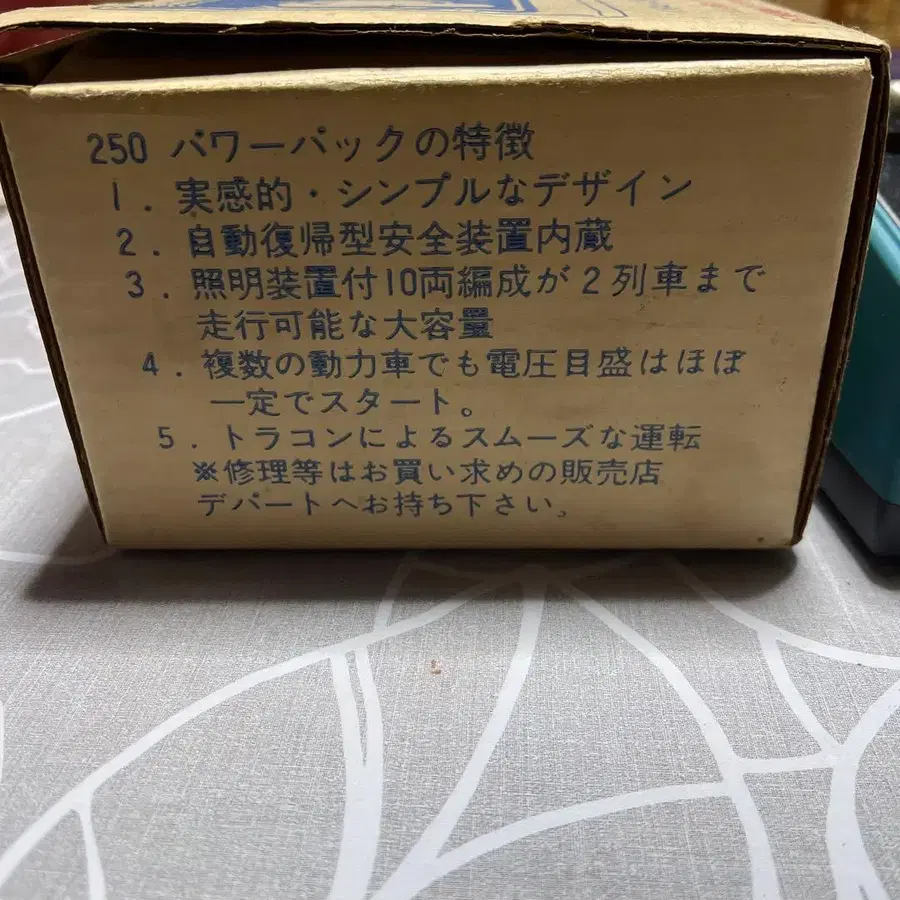 250 パワーパックの特徴
1. 実感的・シンプルなデザイン
2. 自動復帰型安全装置内蔵
3. 照明装置付10両編成が2列車まで
走行可能な大容量
4. 複数の動力車でも電圧目盛はほぼ
一定でスタート。
5. トラコンによるスムーズな運転
※修理等はお買い求めの販売店
デパートへお持ち下さい。